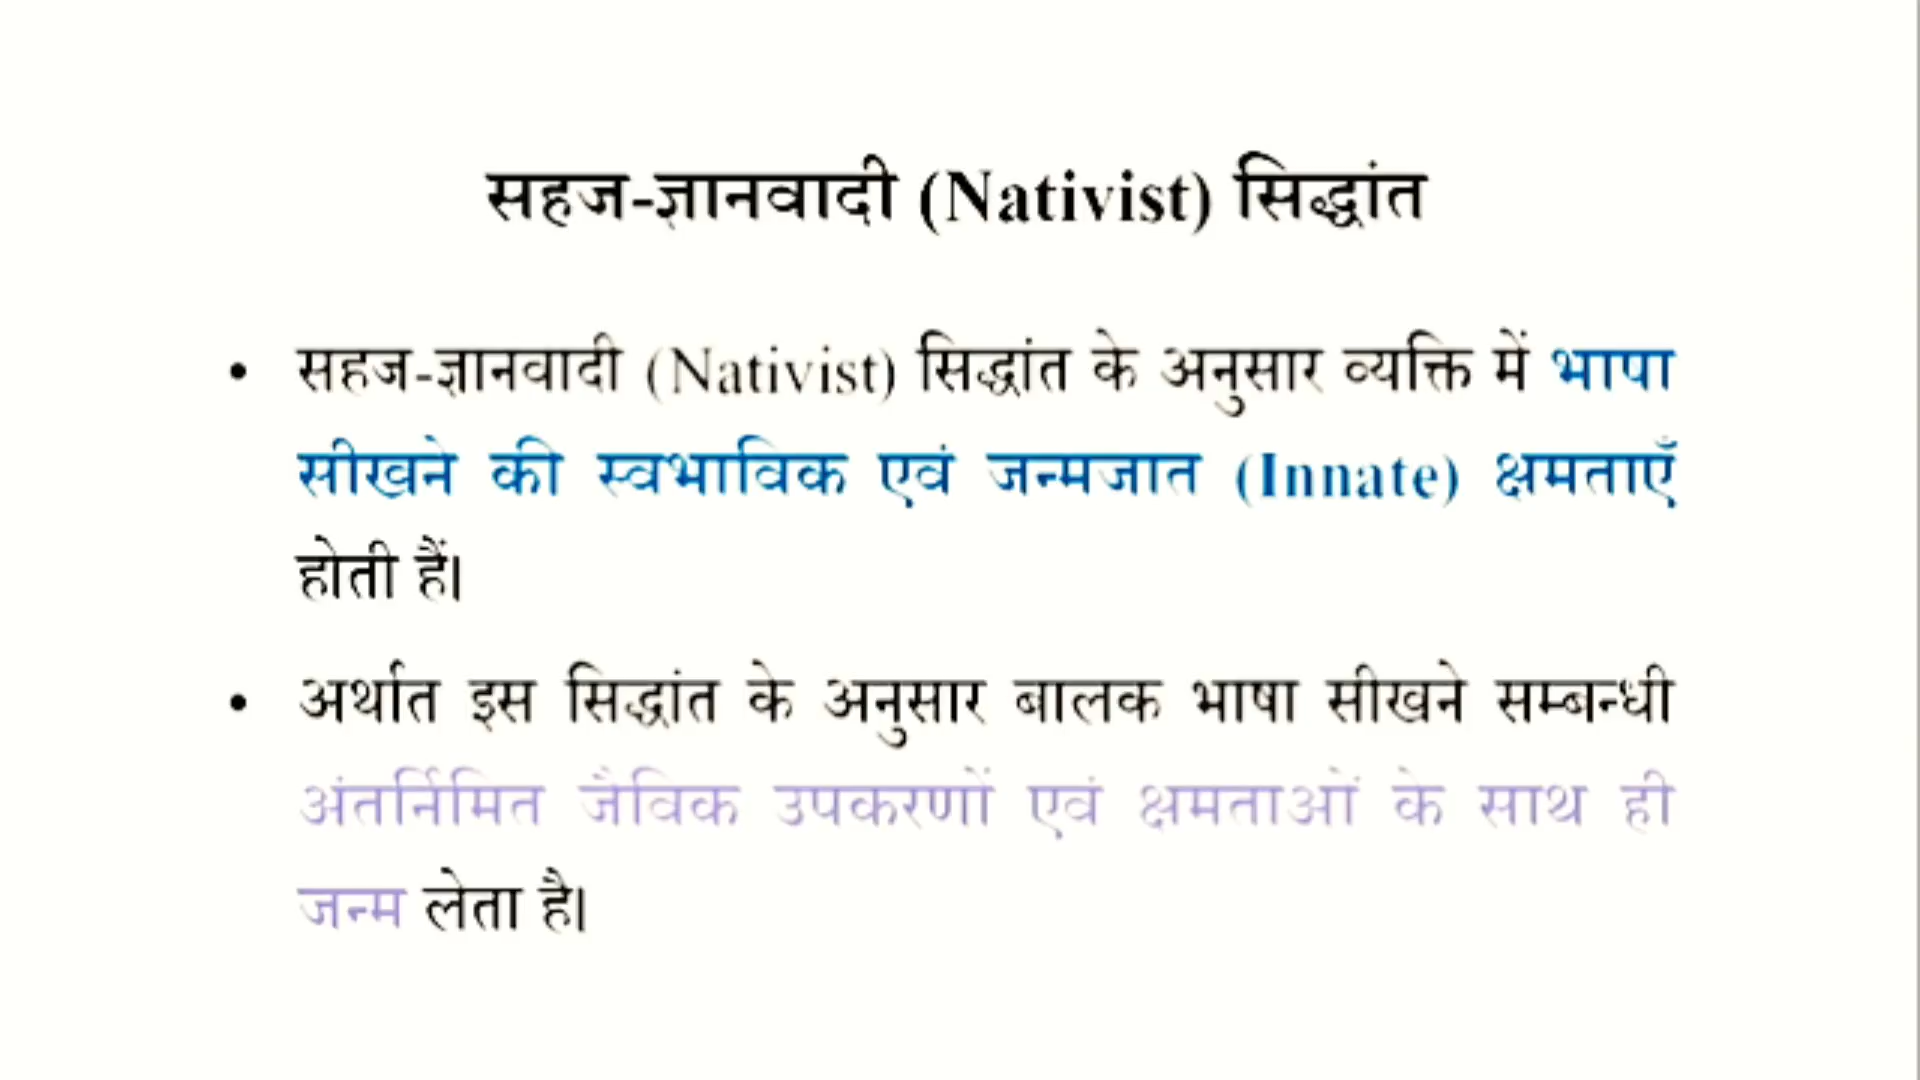 सहज-ज्ञानवादी (Nativist) सिद्धांत
• सहज-ज्ञानवादी (Nativist) सिद्धांत के अनुसार व्यक्ति में भाषा
सीखने की स्वभाविक एवं जन्मजात (Innate) क्षमताएँ
होती हैं।
• अर्थात इस सिद्धांत के अनुसार बालक भाषा सीखने सम्बन्धी
अंतर्निमित जैविक उपकरणों एवं क्षमताओं के साथ ही
जन्म लेता है।